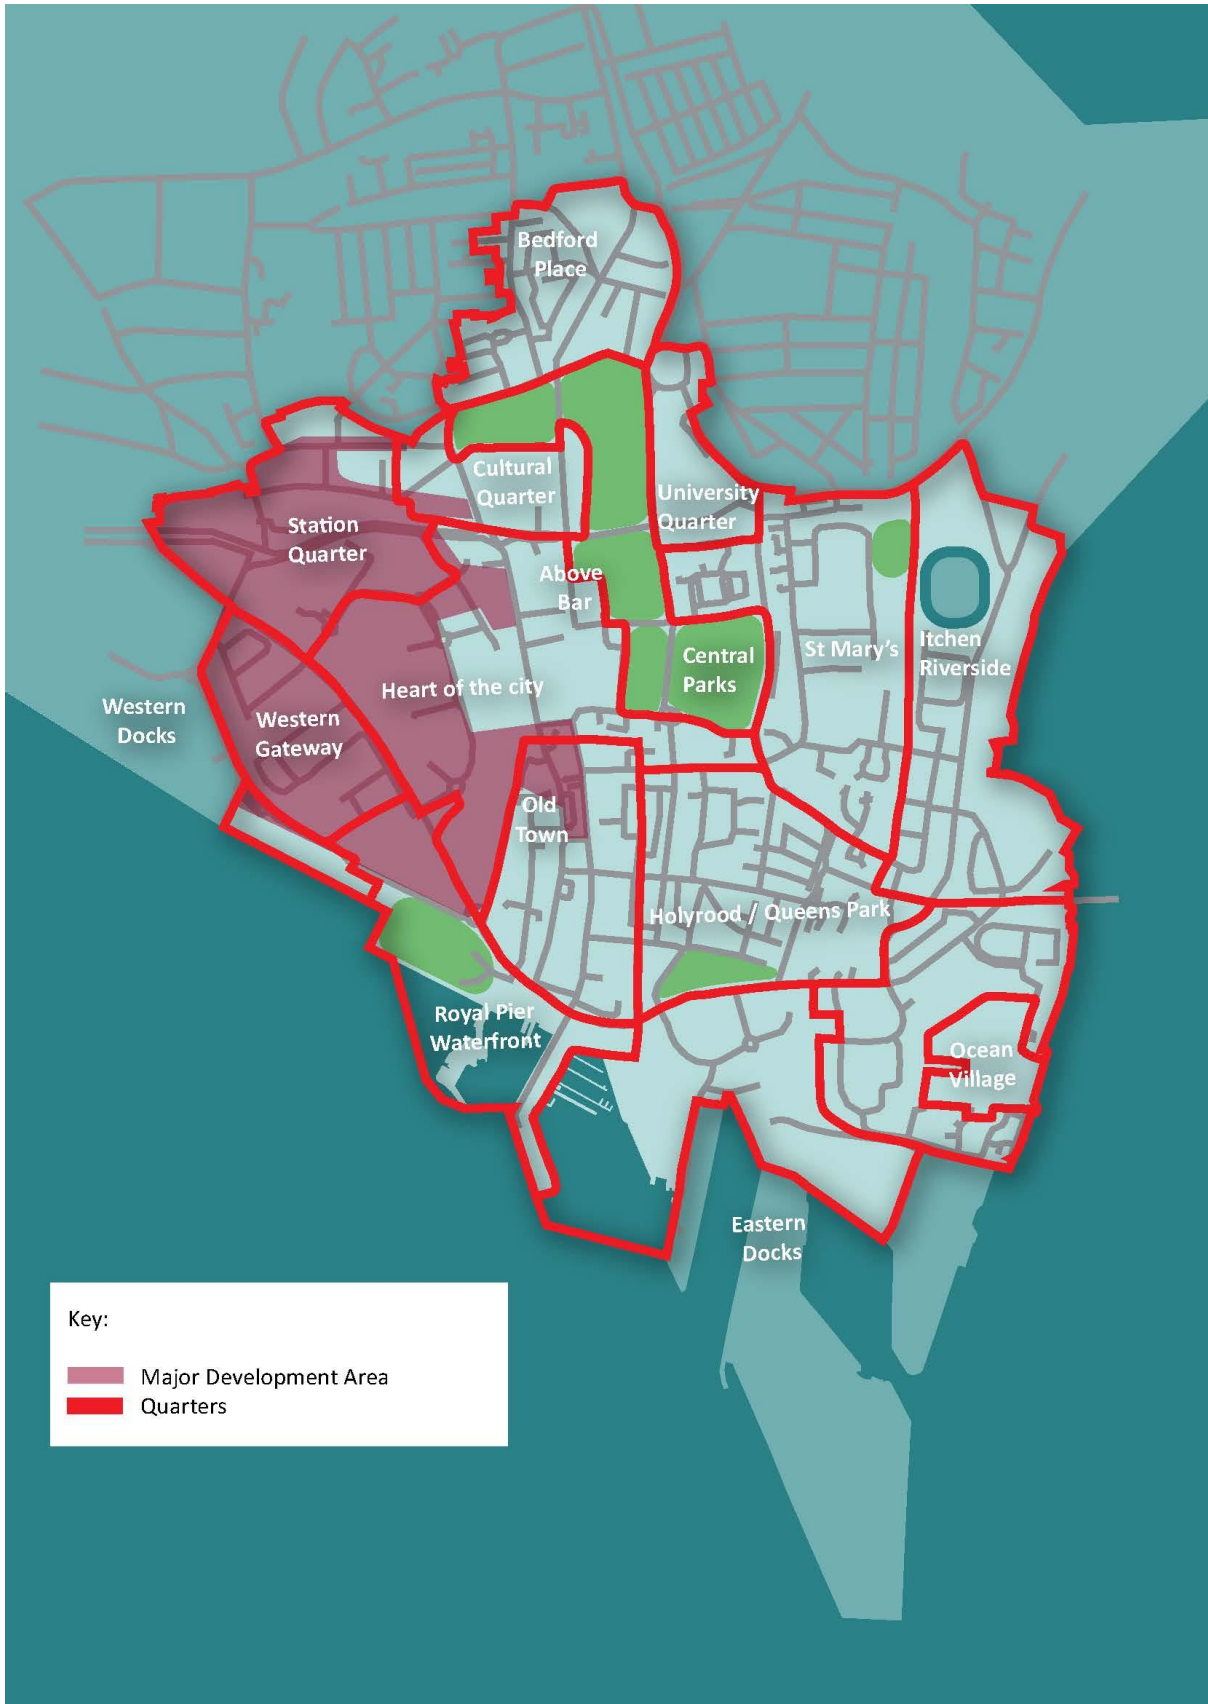 Bedford
Place
Cultural
Quarter
University
Quarter
Station
Quarter
Above
Bar
Central
Parks
St Mary's
Itchen
Riverside
Heart of the city
Western
Docks
Western
Gateway
Old
Town
Holyrood / Queens Park
Royal Pier
Waterfront
Ocean
Village
Eastern
Docks
Key:
Major Development Area
Quarters